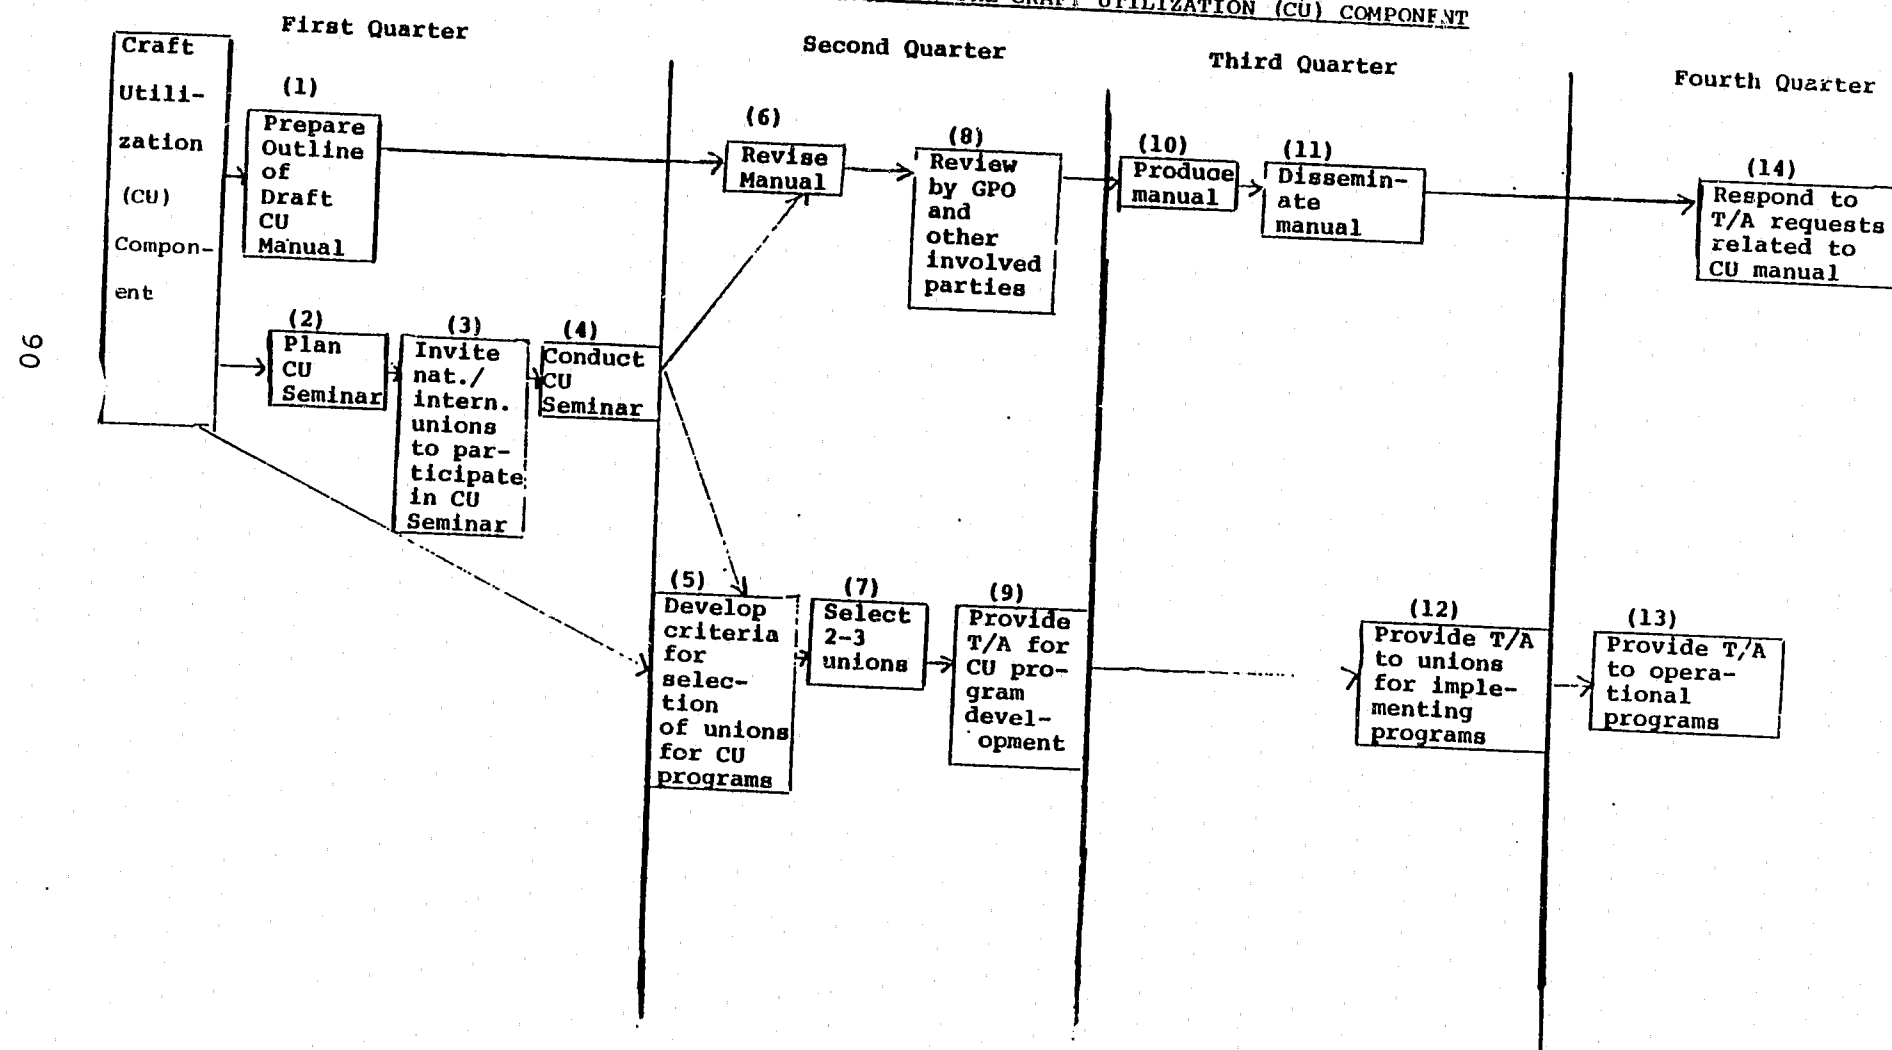 CRAFT UTILIZATION (CU) COMPONENT
First Quarter
Second Quarter
Third Quarter
Fourth Quarter
Craft
Utili-
zation
(CU)
Compon-
ent
(1)
Prepare
Outline
of
Draft
CU
Manual
(6)
Revise
Manual
(8)
Review
by GPO
and
other
involved
parties
(10)
Produce
manual
(11)
Dissemin-
ate
manual
(14)
Respond to
T/A requests
related to
CU manual
(2)
Plan
CU
Seminar
(3)
Invite
nat./
intern.
unions
to par-
ticipate
in CU
Seminar
(4)
Conduct
CU
Seminar
(5)
Develop
criteria
for
selec-
tion
of unions
for CU
programs
(7)
Select
2-3
unions
(9)
Provide
T/A for
CU pro-
gram
devel-
opment
(12)
Provide T/A
to unions
for imple-
menting
programs
(13)
Provide T/A
to opera-
tional
programs
90